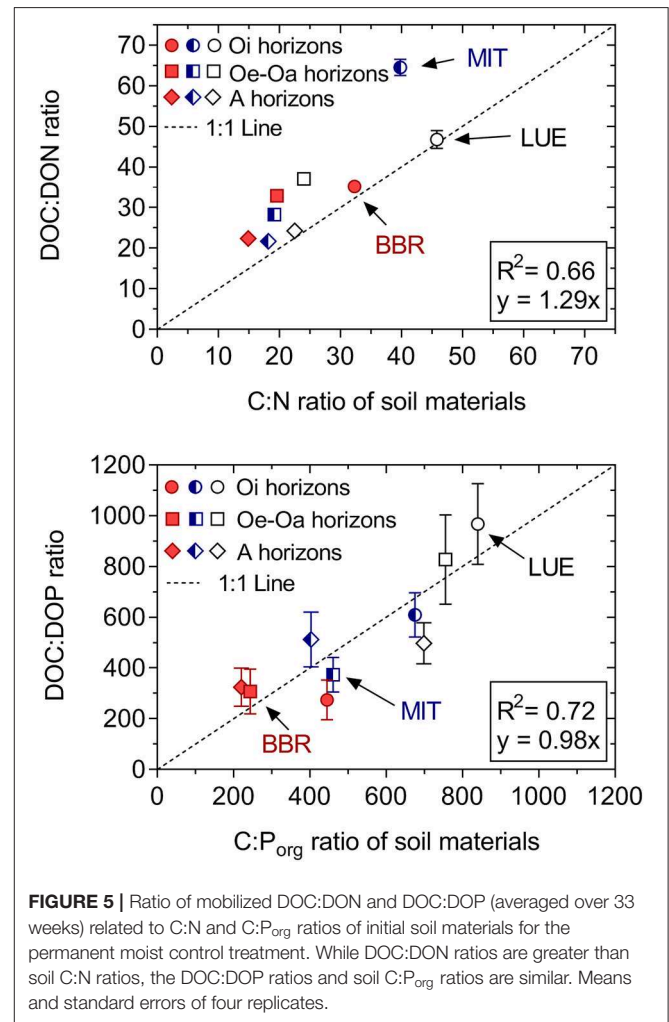 70
60
50
40
30
20
10
0
DOC:DON ratio
Oi horizons
Oe-Oa horizons
A horizons
1:1 Line
MIT
LUE
BBR
R²= 0.66
y = 1.29x
0 10 20 30 40 50 60 70
C:N ratio of soil materials
1200
1000
800
600
400
200
0
DOC:DOP ratio
Oi horizons
Oe-Oa horizons
A horizons
1:1 Line
LUE
MIT
BBR
R²= 0.72
y = 0.98x
0 200 400 600 800 1000 1200
C:Porg ratio of soil materials
FIGURE 5 | Ratio of mobilized DOC:DON and DOC:DOP (averaged over 33
weeks) related to C:N and C:Porg ratios of initial soil materials for the
permanent moist control treatment. While DOC:DON ratios are greater than
soil C:N ratios, the DOC:DOP ratios and soil C:Porg ratios are similar. Means
and standard errors of four replicates.